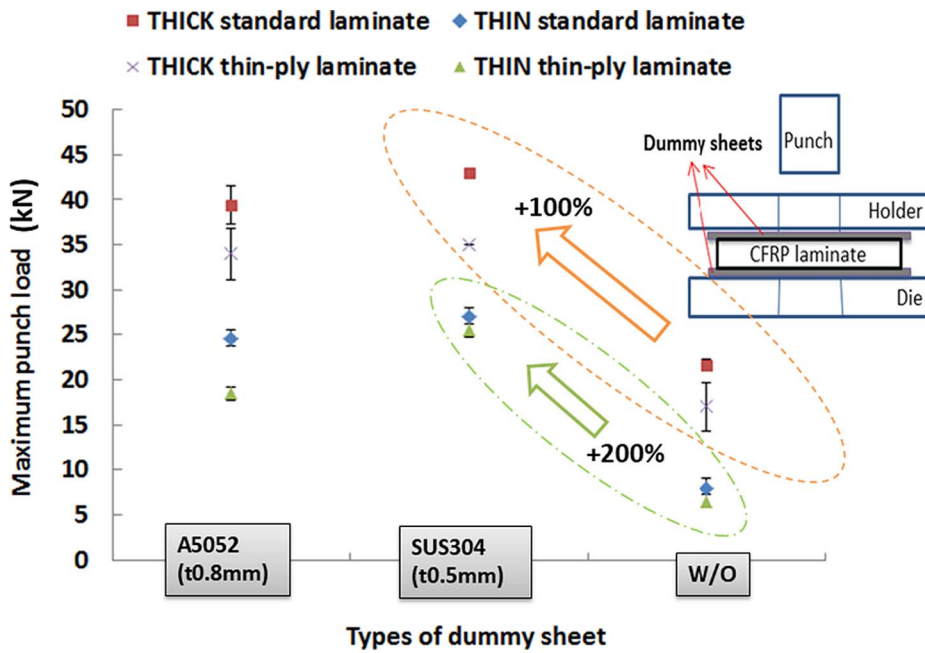 THICK standard laminate
THIN standard laminate
THICK thin-ply laminate
THIN thin-ply laminate
Maximum punch load (kN)
50
45
40
35
30
25
20
15
10
5
0
+100%
+200%
Punch
Dummy sheets
Holder
CFRP laminate
Die
A5052
(t0.8mm)
SUS304
(t0.5mm)
W/O
Types of dummy sheet